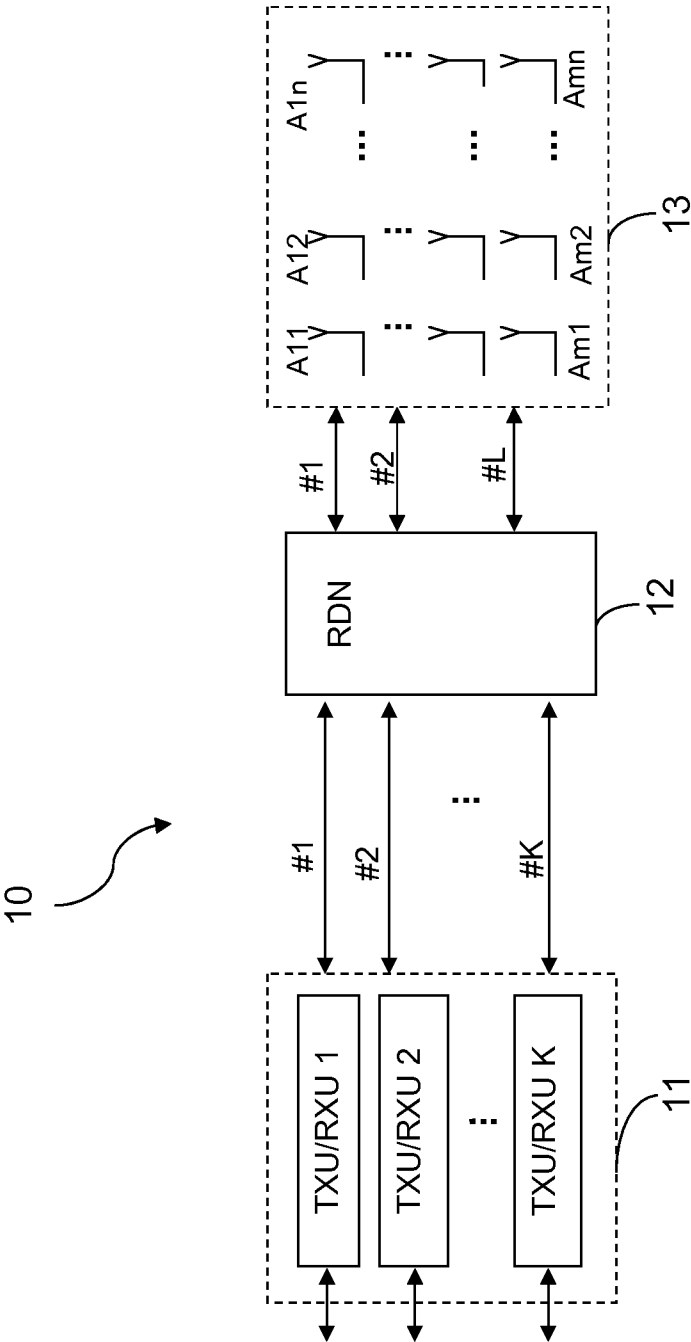 10
TXU/RXU 1
TXU/RXU 2
...
TXU/RXU K
11
#1
#2
...
#K
RDN
12
#1
#2
#L
A11 A12 A1n
... ... ...
...
...
...
Am1 Am2 Amn
13